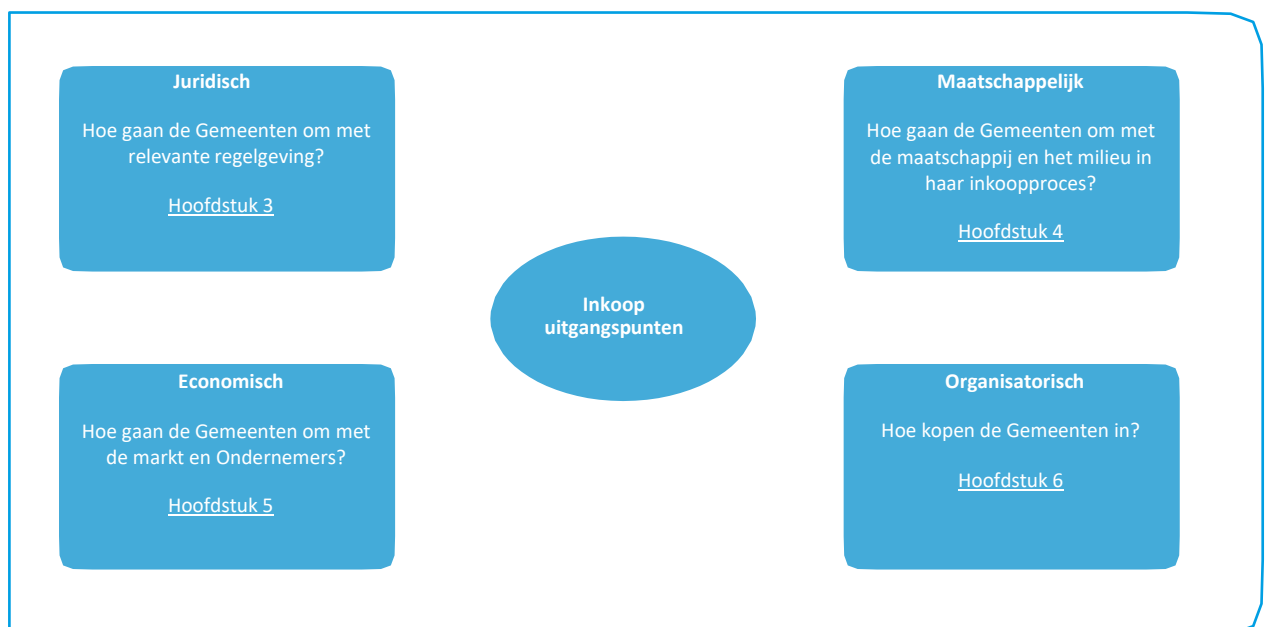 Juridisch
Hoe gaan de Gemeenten om met
relevante regelgeving?
Hoofdstuk 3
Maatschappelijk
Hoe gaan de Gemeenten om met
de maatschappij en het milieu in
haar inkoopproces?
Hoofdstuk 4
Inkoop
uitgangspunten
Economisch
Hoe gaan de Gemeenten om met
de markt en Ondernemers?
Hoofdstuk 5
Organisatorisch
Hoe kopen de Gemeenten in?
Hoofdstuk 6